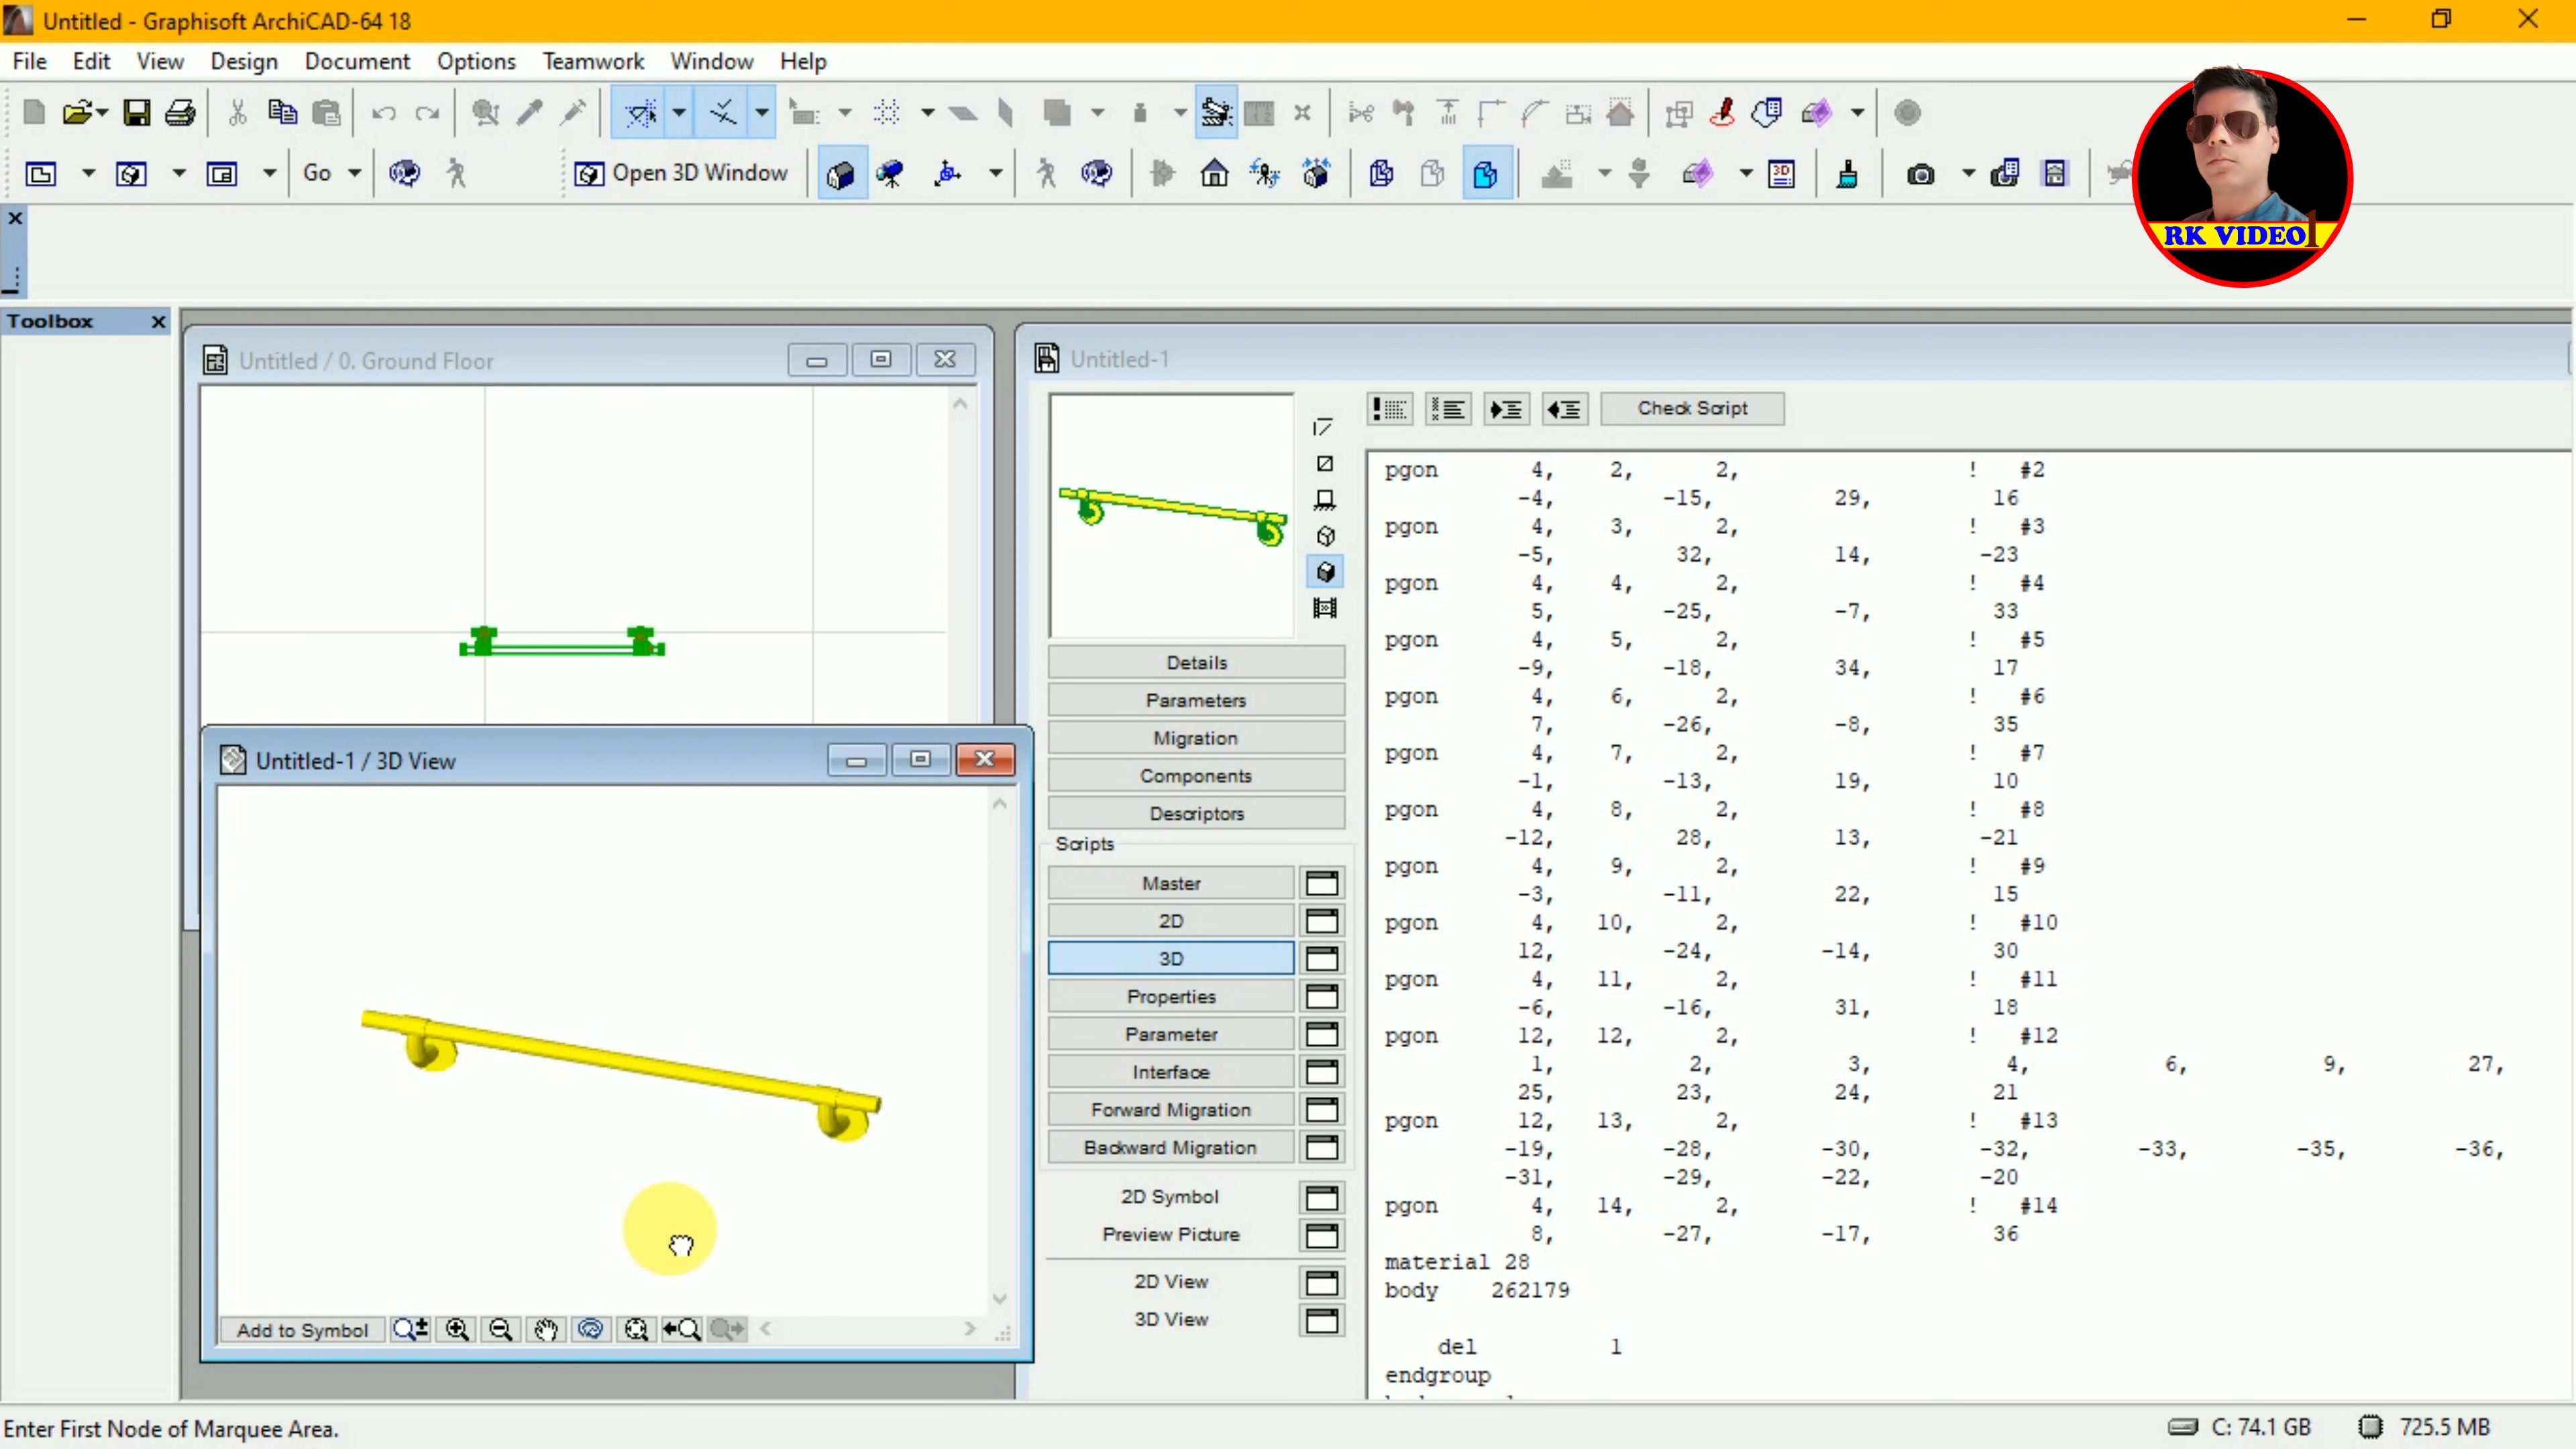 Untitled - Graphisoft ArchiCAD-64 18
File Edit View Design Document Options Teamwork Window Help
Go
Open 3D Window
3D
RK VIDEO1
Toolbox
Untitled / 0. Ground Floor
Untitled-1 / 3D View
Add to Symbol
Untitled-1
Details
Parameters
Migration
Components
Descriptors
Scripts
Master
2D
3D
Properties
Parameter
Interface
Forward Migration
Backward Migration
2D Symbol
Preview Picture
2D View
3D View
Check Script
pgon 4, 2, 2, ! #2
-4, -15, 29, 16
pgon 4, 3, 2, ! #3
-5, 32, 14, -23
pgon 4, 4, 2, ! #4
5, -25, -7, 33
pgon 4, 5, 2, ! #5
-9, -18, 34, 17
pgon 4, 6, 2, ! #6
7, -26, -8, 35
pgon 4, 7, 2, ! #7
-1, -13, 19, 10
pgon 4, 8, 2, ! #8
-12, 28, 13, -21
pgon 4, 9, 2, ! #9
-3, -11, 22, 15
pgon 4, 10, 2, ! #10
12, -24, -14, 30
pgon 4, 11, 2, ! #11
-6, -16, 31, 18
pgon 12, 12, 2, ! #12
1, 2, 3, 4, 6, 9, 27,
25, 23, 24, 21
pgon 12, 13, 2, ! #13
-19, -28, -30, -32, -33, -35, -36,
-31, -29, -22, -20
pgon 4, 14, 2, ! #14
8, -27, -17, 36
material 28
body 262179
del 1
endgroup
Enter First Node of Marquee Area.
C: 74.1 GB
725.5 MB